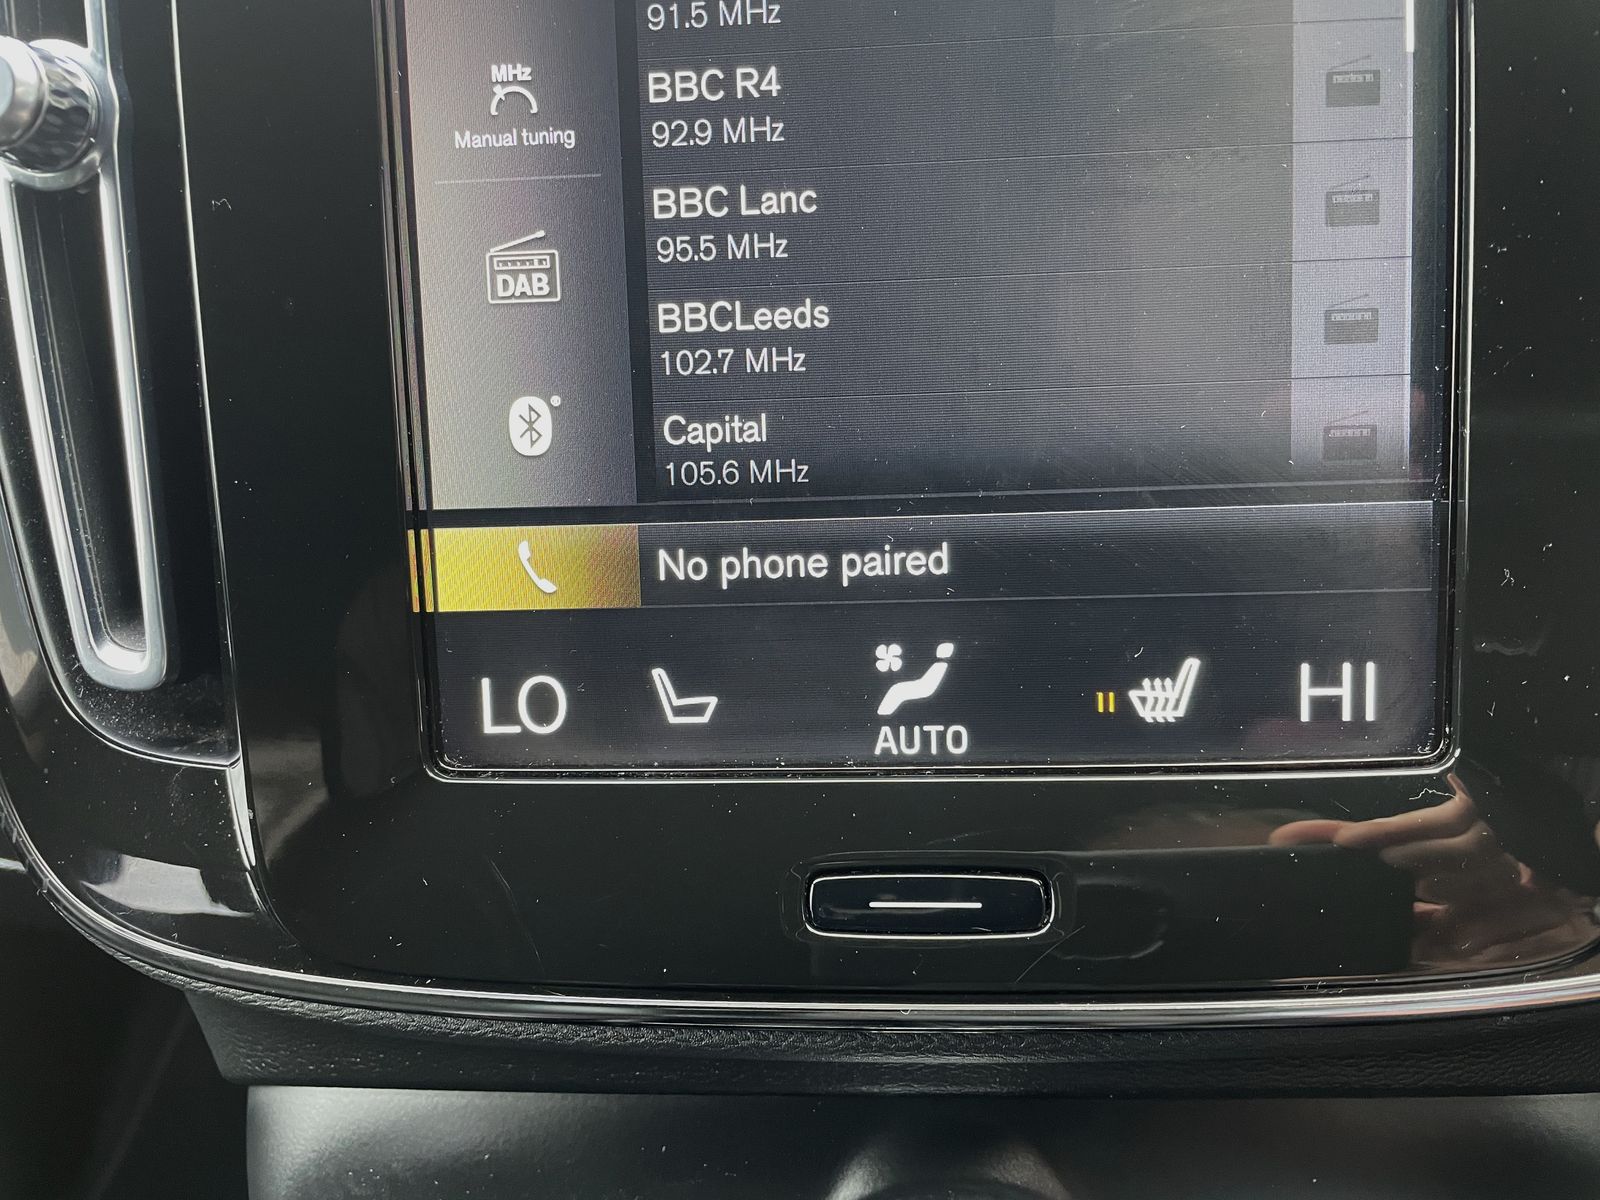 91.5 MHz
MHz
Manual tuning
BBC R4
92.9 MHz
BBC Lanc
95.5 MHz
DAB
BBCLeeds
102.7 MHz
Capital
105.6 MHz
No phone paired
LO
AUTO
HI